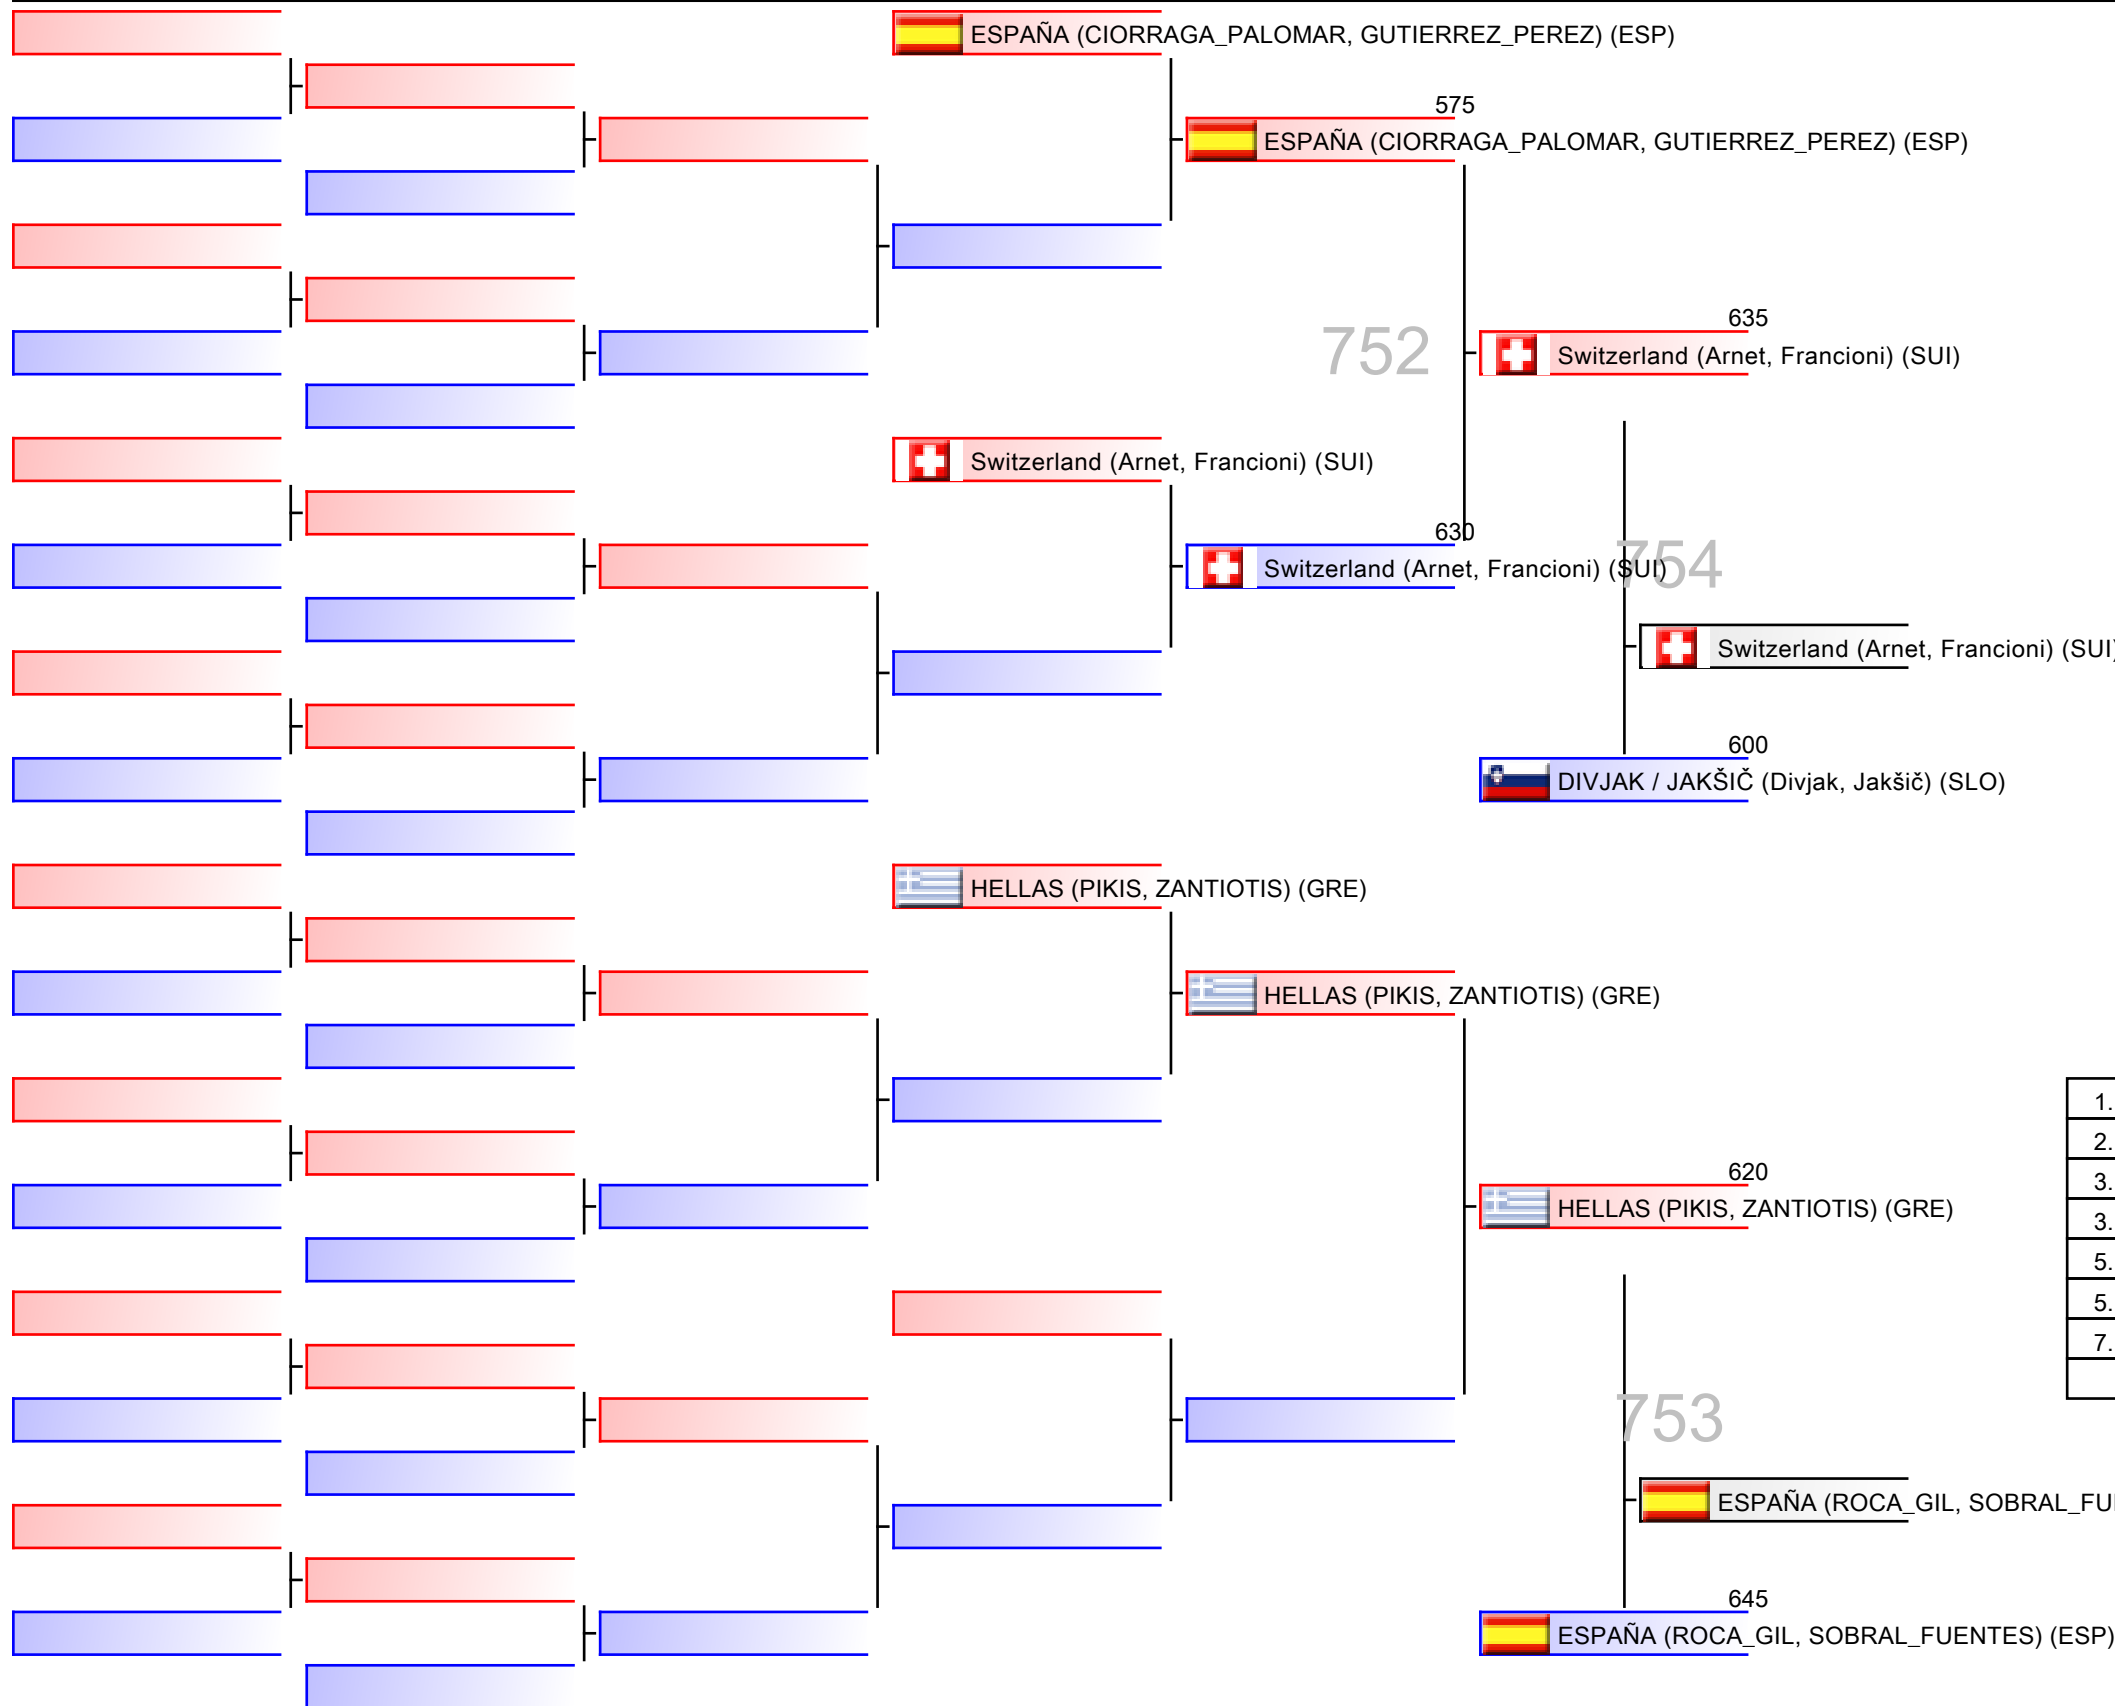 ESPAÑA (CIORRAGA_PALOMAR, GUTIERREZ_PEREZ) (ESP)
575
ESPAÑA (CIORRAGA_PALOMAR, GUTIERREZ_PEREZ) (ESP)
635
752
Switzerland (Arnet, Francioni) (SUI)
Switzerland (Arnet, Francioni) (SUI)
630
Switzerland (Arnet, Francioni) (SUI)
754
Switzerland (Arnet, Francioni) (SUI)
600
DIVJAK / JAKŠIČ (Divjak, Jakšič) (SLO)
HELLAS (PIKIS, ZANTIOTIS) (GRE)
HELLAS (PIKIS, ZANTIOTIS) (GRE)
1.
2.
3.
3.
5.
5.
7.
620
HELLAS (PIKIS, ZANTIOTIS) (GRE)
753
ESPAÑA (ROCA_GIL,
645
ESPAÑA (ROCA_GIL, SOBRAL_FUENTES) (ESP)